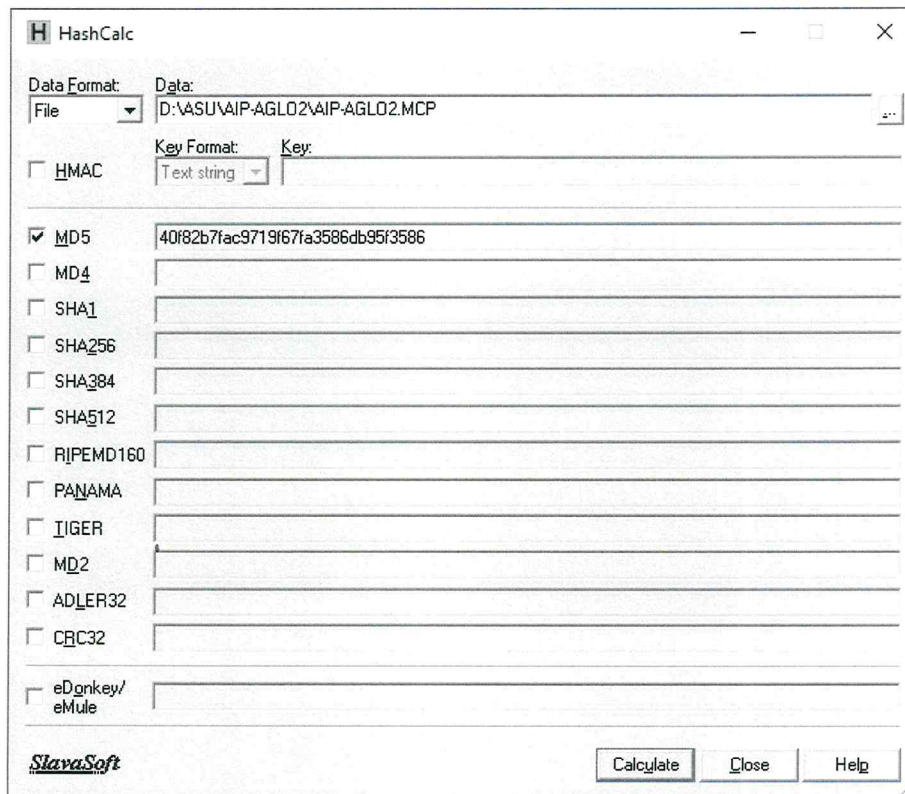 H HashCalc
Data Format: Data:
File D:\ASU\AIP-AGLO2\AIP-AGLO2.MCP ...
Key Format: Key:
HMAC Text string
MD5 40f82b7fac9719f67fa3586db95f3586
MD4
SHA1
SHA256
SHA384
SHA512
RIPEMD160
PANAMA
TIGER
MD2
ADLER32
CRC32
eDonkey/
eMule
SlavaSoft Calculate Close Help